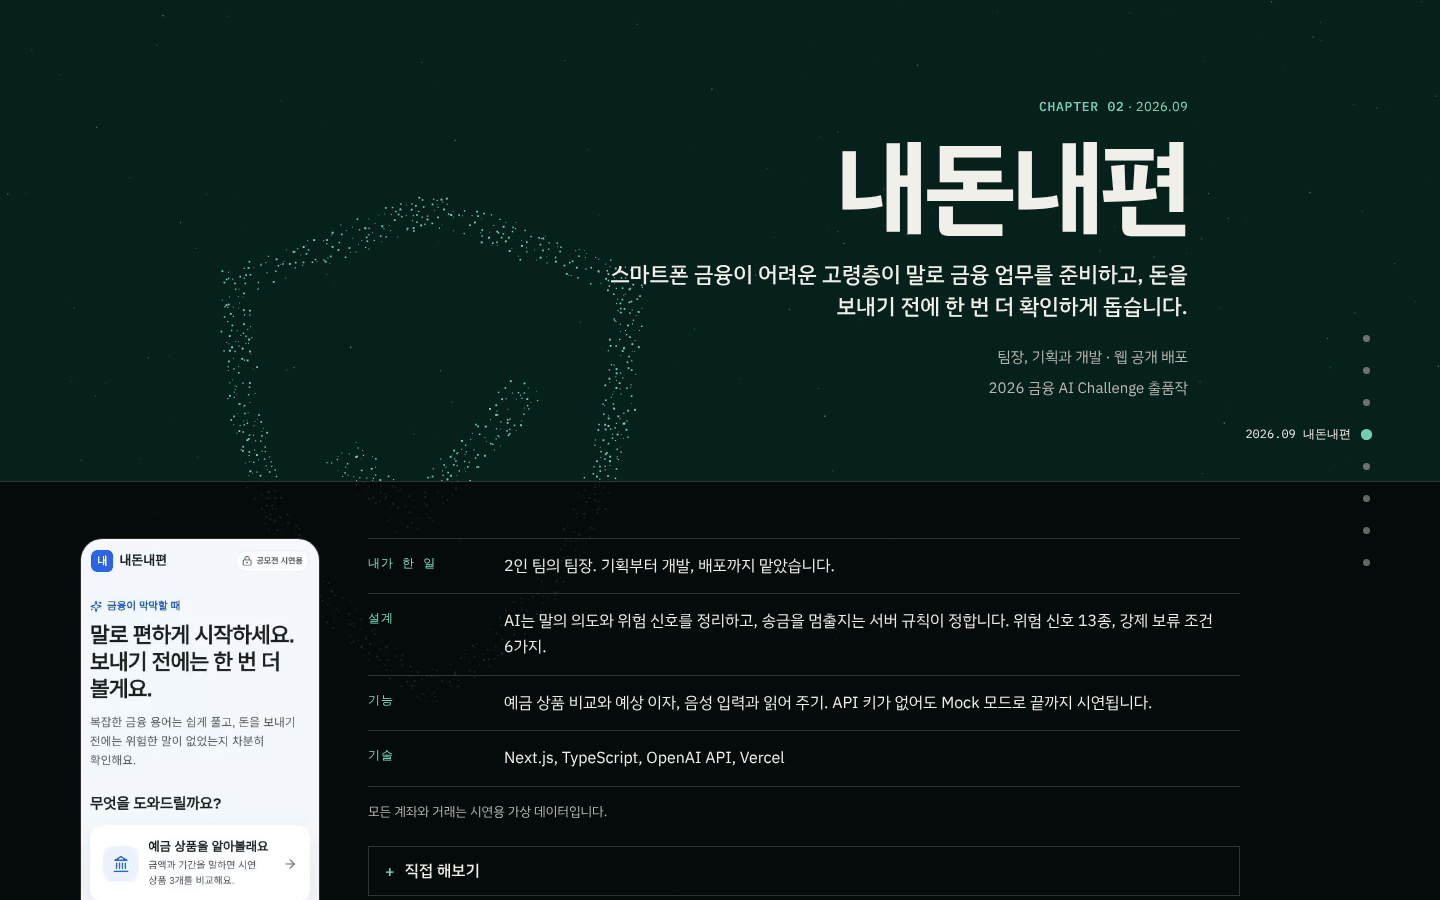 CHAPTER 02 · 2026.09
내돈내편
스마트폰 금융이 어려운 고령층이 말로 금융 업무를 준비하고, 돈을
보내기 전에 한 번 더 확인하게 돕습니다.
팀장, 기획과 개발 · 웹 공개 배포
2026 금융 AI Challenge 출품작
2026.09 내돈내편
내 내돈내편
공모전 시연용
금융이 막막할 때
말로 편하게 시작하세요.
보내기 전에는 한 번 더
볼게요.
복잡한 금융 용어는 쉽게 풀고, 돈을 보내기
전에는 위험한 말이 없었는지 차분히
확인해요.
무엇을 도와드릴까요?
예금 상품을 알아볼래요
금액과 기간을 말하면 시연
상품 3개를 비교해요.
내가 한 일
2인 팀의 팀장. 기획부터 개발, 배포까지 맡았습니다.
설계
AI는 말의 의도와 위험 신호를 정리하고, 송금을 멈출지는 서버 규칙이 정합니다. 위험 신호 13종, 강제 보류 조건
6가지.
기능
예금 상품 비교와 예상 이자, 음성 입력과 읽어 주기. API 키가 없어도 Mock 모드로 끝까지 시연됩니다.
기술
Next.js, TypeScript, OpenAI API, Vercel
모든 계좌와 거래는 시연용 가상 데이터입니다.
+ 직접 해보기